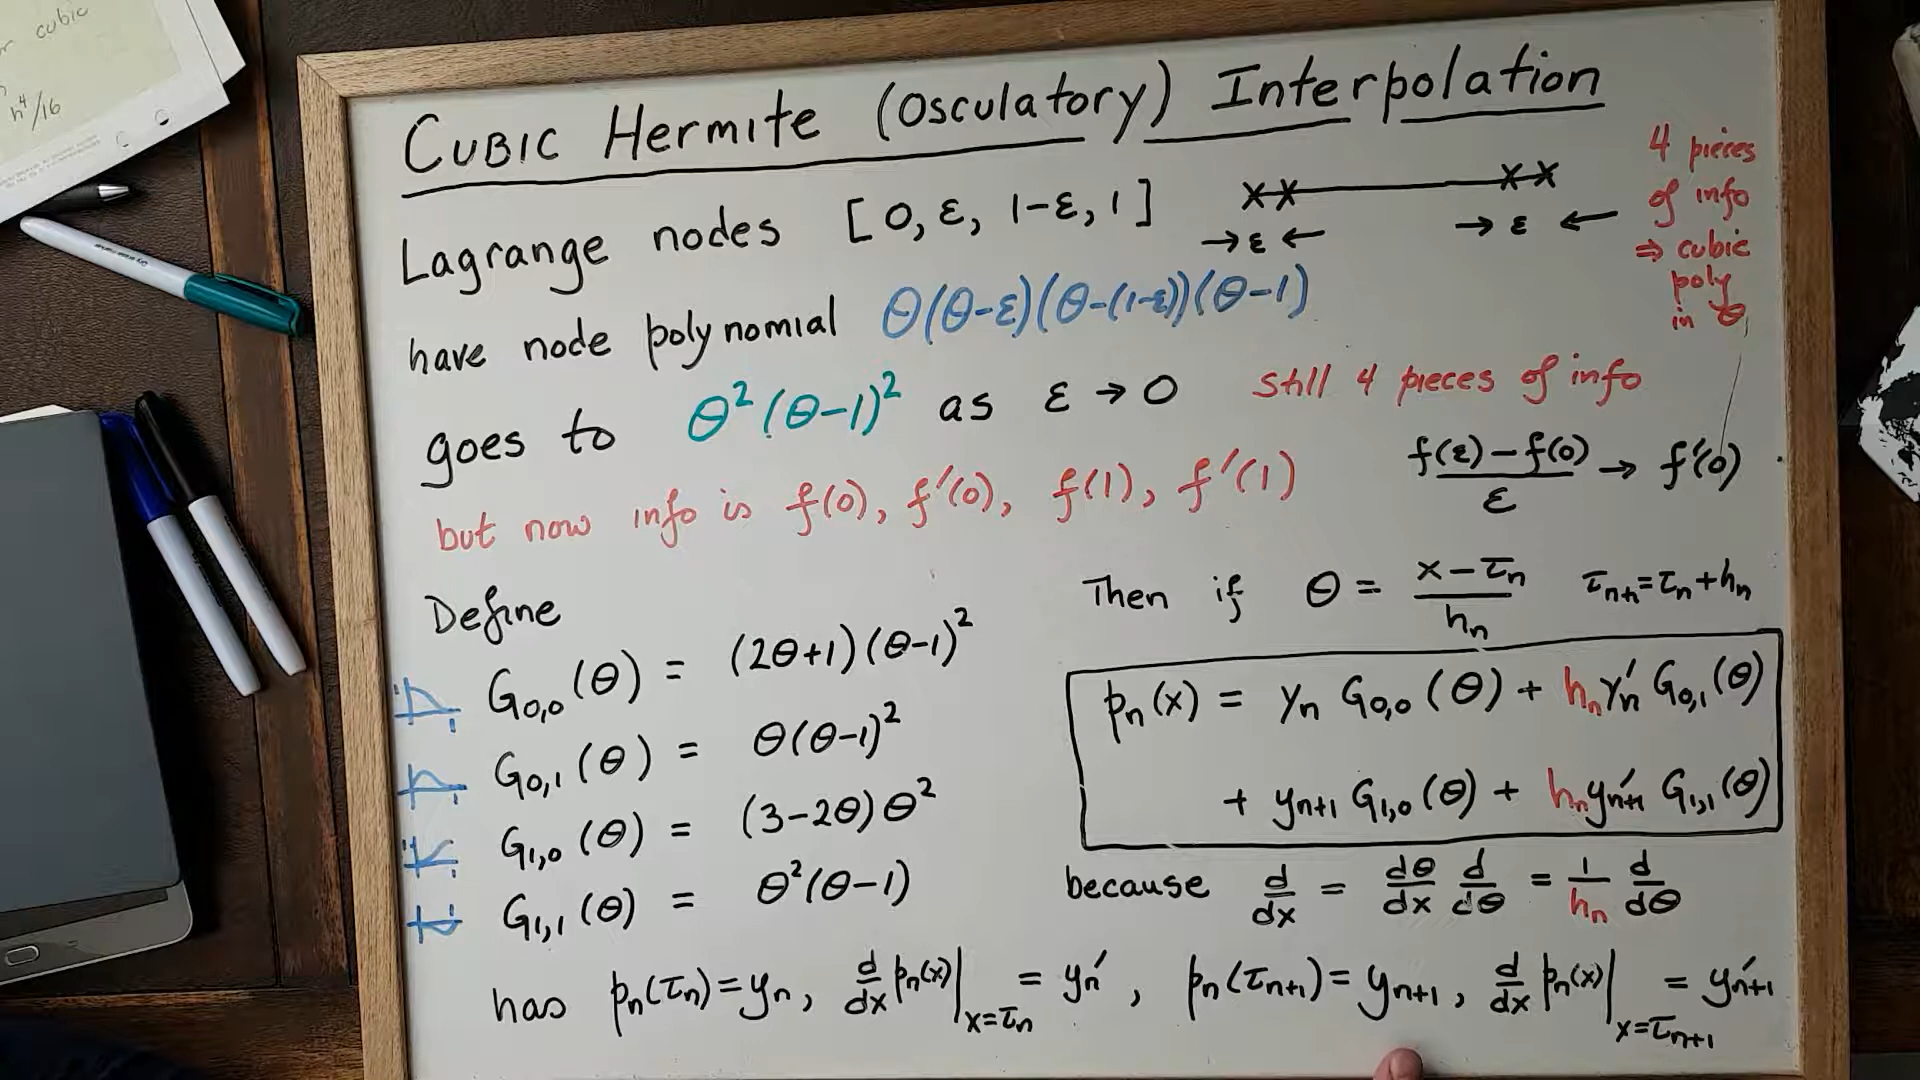 cubic
h⁴/16
CUBIC Hermite (Osculatory) Interpolation
Lagrange nodes [0, ε, 1-ε, 1]
→ ε ←
→ ε ←
4 pieces
of info
⇒ cubic
poly
in θ
have node polynomial θ(θ-ε)(θ-(1-ε))(θ-1)
goes to θ²(θ-1)² as ε → 0
still 4 pieces of info
but now info is f(0), f'(0), f(1), f'(1)
(f(ε) - f(0))/ε → f'(0)
Define
G₀,₀(θ) = (2θ+1)(θ-1)²
G₀,₁(θ) = θ(θ-1)²
G₁,₀(θ) = (3-2θ)θ²
G₁,₁(θ) = θ²(θ-1)
Then if θ = (x-τₙ)/hₙ τₙ₊ₙ = τₙ + hₙ
pₙ(x) = yₙ G₀,₀(θ) + hₙy'ₙ G₀,₁(θ)
+ yₙ₊₁ G₁,₀(θ) + hₙy'ₙ₊₁ G₁,₁(θ)
because d/dx = dθ/dx d/dθ = 1/hₙ d/dθ
has pₙ(τₙ) = yₙ, d/dx pₙ(x)|ₓ₌τₙ = yₙ', pₙ(τₙ₊₁) = yₙ₊₁, d/dx pₙ(x)|ₓ₌τₙ₊₁ = y'ₙ₊₁